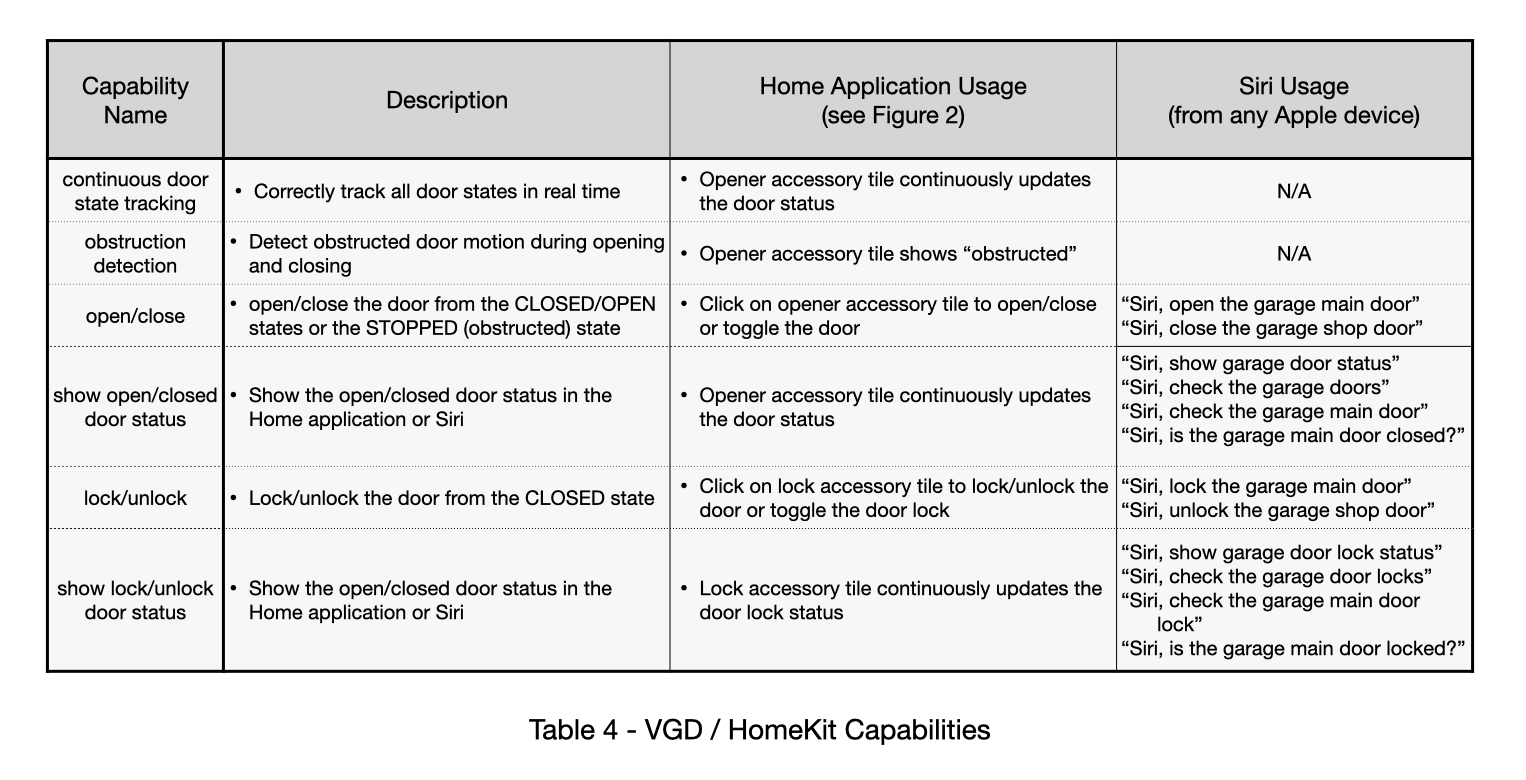 Capability
Name
Description
Home Application Usage
(see Figure 2)
Siri Usage
(from any Apple device)
continuous door
state tracking
• Correctly track all door states in real time
• Opener accessory tile continuously updates
the door status
N/A
obstruction
detection
• Detect obstructed door motion during opening
and closing
• Opener accessory tile shows “obstructed”
N/A
open/close
• open/close the door from the CLOSED/OPEN
states or the STOPPED (obstructed) state
• Click on opener accessory tile to open/close
or toggle the door
“Siri, open the garage main door”
“Siri, close the garage shop door”
show open/closed
door status
• Show the open/closed door status in the
Home application or Siri
• Opener accessory tile continuously updates
the door status
“Siri, show garage door status”
“Siri, check the garage doors”
“Siri, check the garage main door”
“Siri, is the garage main door closed?”
lock/unlock
• Lock/unlock the door from the CLOSED state
• Click on lock accessory tile to lock/unlock the
door or toggle the door lock
“Siri, lock the garage main door”
“Siri, unlock the garage shop door”
show lock/unlock
door status
• Show the open/closed door status in the
Home application or Siri
• Lock accessory tile continuously updates the
door lock status
“Siri, show garage door lock status”
“Siri, check the garage door locks”
“Siri, check the garage main door
lock”
“Siri, is the garage main door locked?”
Table 4 - VGD / HomeKit Capabilities